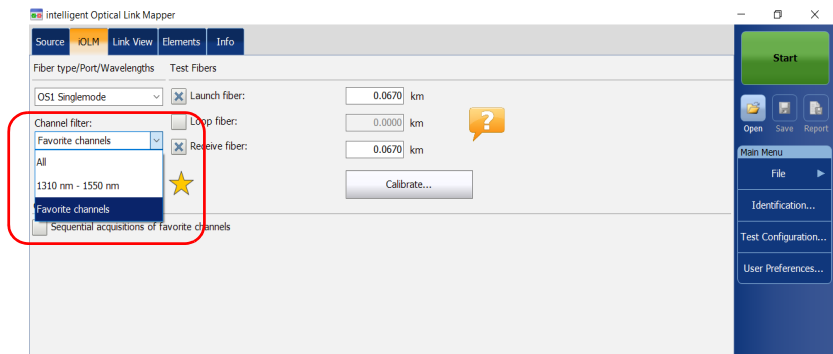 intelligent Optical Link Mapper
Source iOLM Link View Elements Info
Fiber type/Port/Wavelengths Test Fibers
OS1 Singlemode
Launch fiber: 0.0670 km
Channel filter:
Loop fiber: 0.0000 km
Favorite channels
Receive fiber: 0.0670 km
All
1310 nm - 1550 nm
Calibrate...
Favorite channels
Sequential acquisitions of favorite channels
Start
Open Save Report
Main Menu
File
Identification...
Test Configuration...
User Preferences...